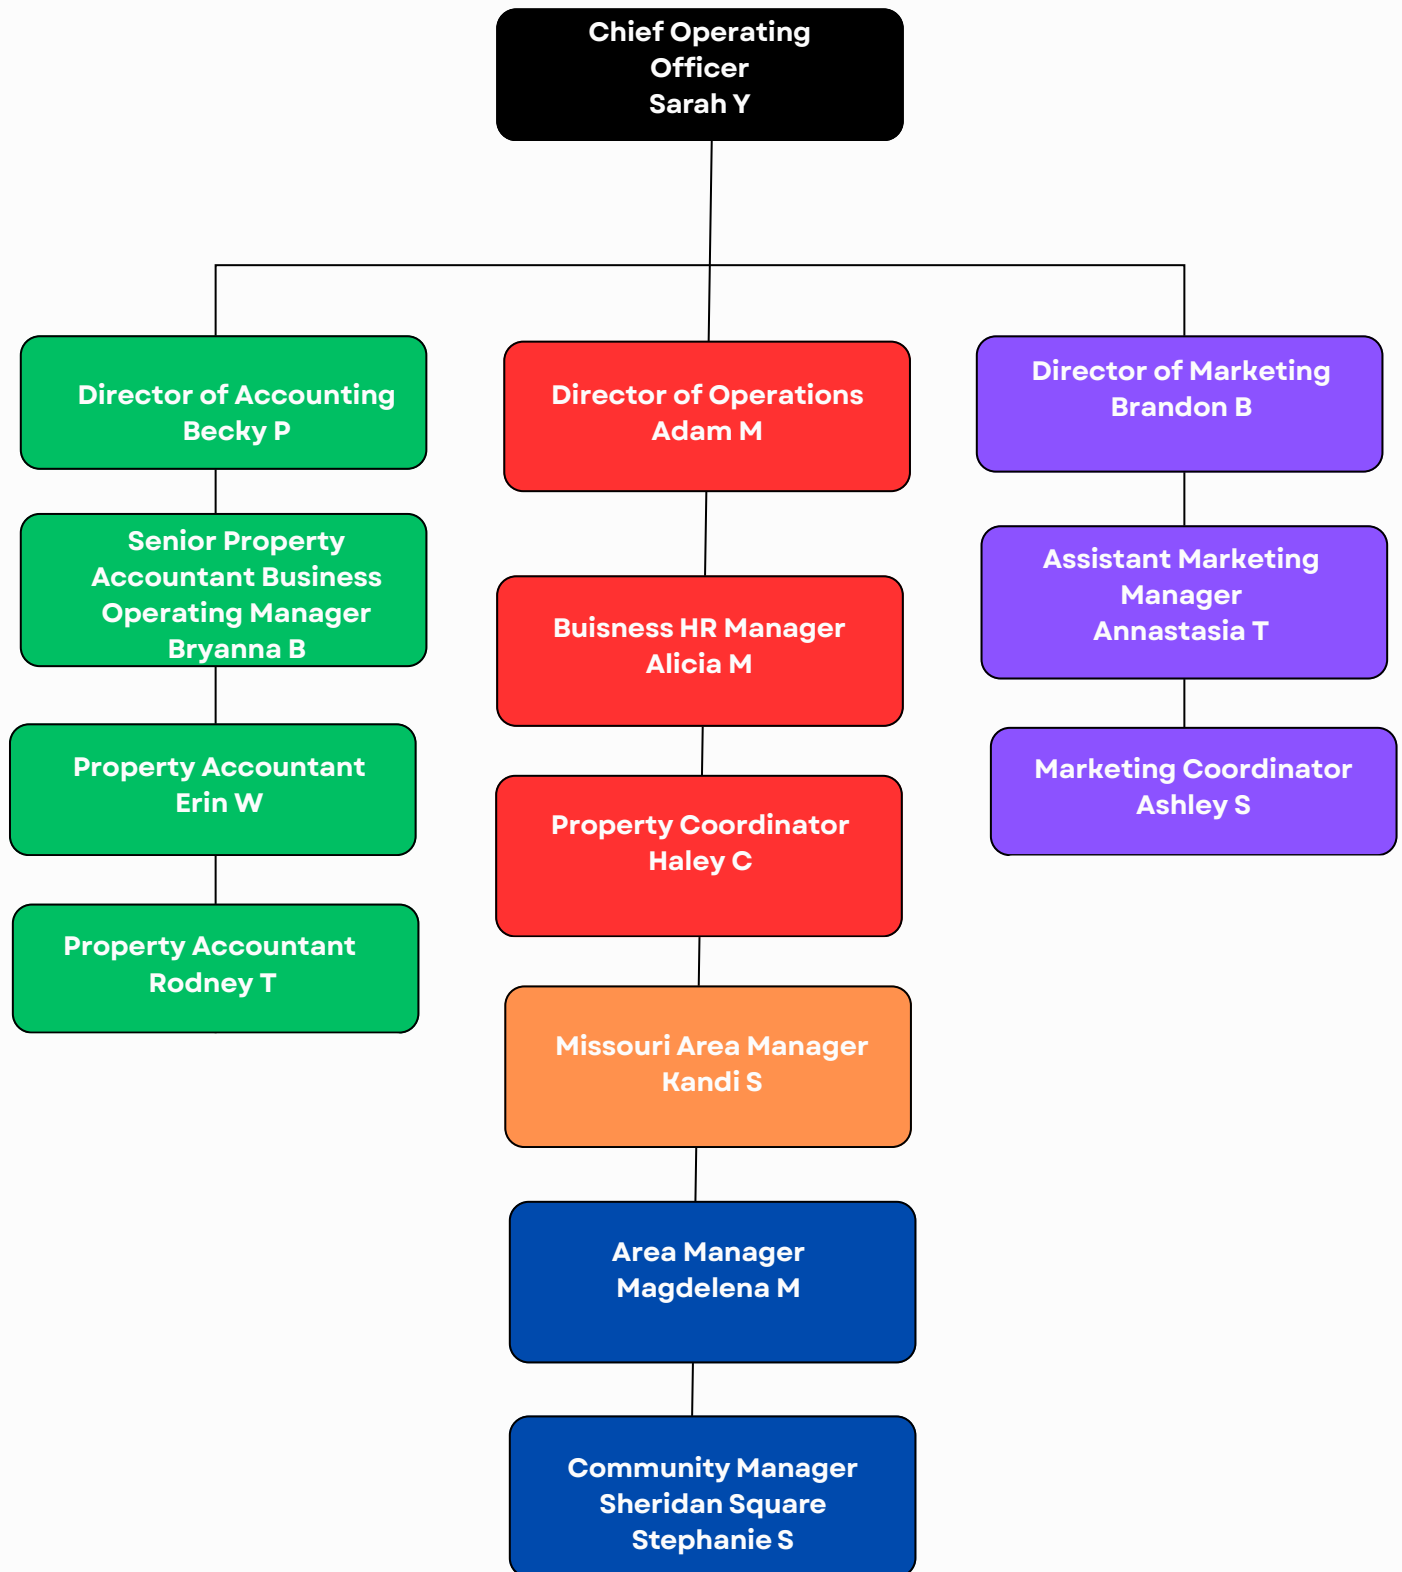 Chief Operating
Officer
Sarah Y
Director of Accounting
Becky P
Director of Operations
Adam M
Director of Marketing
Brandon B
Senior Property
Accountant Business
Operating Manager
Bryanna B
Buisness HR Manager
Alicia M
Assistant Marketing
Manager
Annastasia T
Property Accountant
Erin W
Property Coordinator
Haley C
Marketing Coordinator
Ashley S
Property Accountant
Rodney T
Missouri Area Manager
Kandi S
Area Manager
Magdelena M
Community Manager
Sheridan Square
Stephanie S